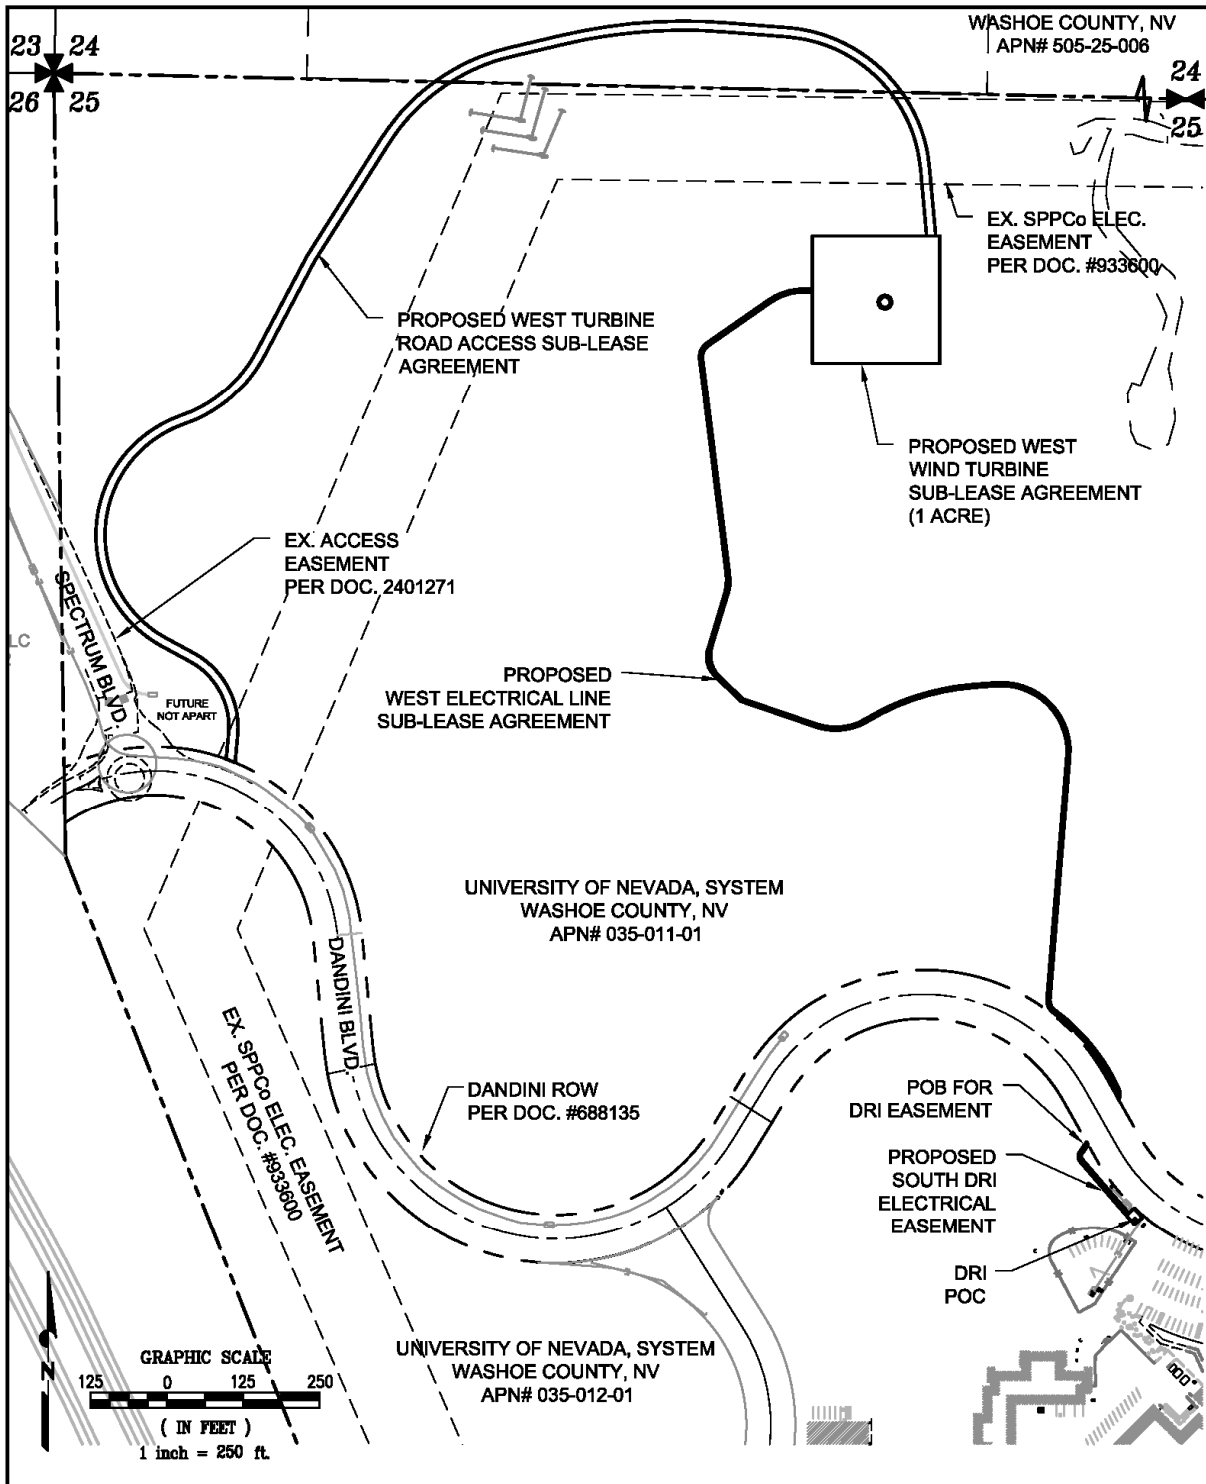 WASHOE COUNTY, NV
APN# 505-25-006
23 24
26 25
24
25
EX. SPPCo ELEC.
EASEMENT
PER DOC. #933600
PROPOSED WEST TURBINE
ROAD ACCESS SUB-LEASE
AGREEMENT
PROPOSED WEST
WIND TURBINE
SUB-LEASE AGREEMENT
(1 ACRE)
EX. ACCESS
EASEMENT
PER DOC. 2401271
SPECTRUM BLVD.
LC
FUTURE
NOT APART
PROPOSED
WEST ELECTRICAL LINE
SUB-LEASE AGREEMENT
UNIVERSITY OF NEVADA, SYSTEM
WASHOE COUNTY, NV
APN# 035-011-01
DANDINI BLVD.
EX. SPPCo ELEC. EASEMENT
PER DOC. #933600
DANDINI ROW
PER DOC. #688135
POB FOR
DRI EASEMENT
PROPOSED
SOUTH DRI
ELECTRICAL
EASEMENT
DRI
POC
UNIVERSITY OF NEVADA, SYSTEM
WASHOE COUNTY, NV
APN# 035-012-01
N
GRAPHIC SCALE
125 0 125 250
( IN FEET )
1 inch = 250 ft.